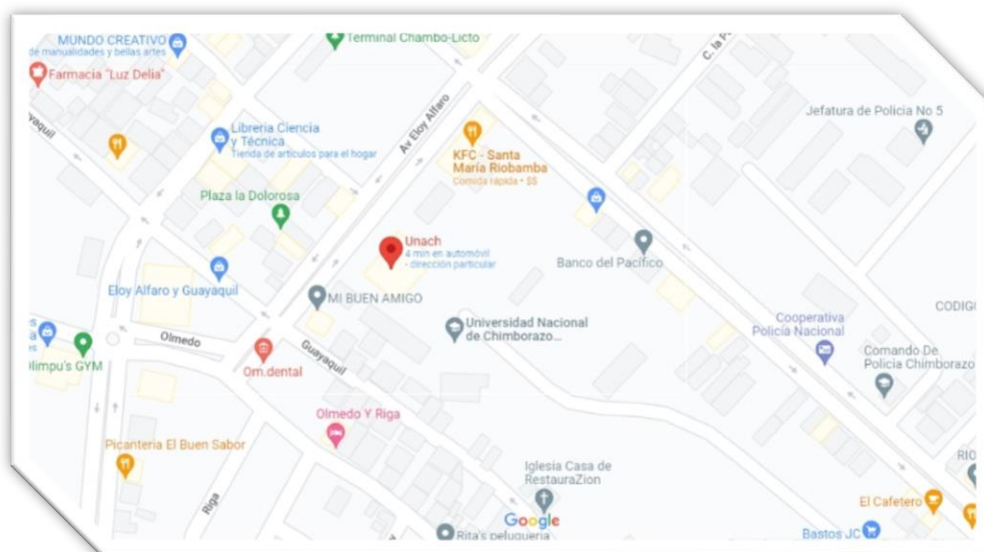 MUNDO CREATIVO
de manualidades y bellas artes
Terminal Chambo-Licto
Farmacia "Luz Delia"
C. la
Jefatura de Policia No 5
Av Eloy Alfaro
Libreria Ciencia
y Técnica
Tienda de artículos para el hogar
KFC - Santa
María Riobamba
Comida rápida • $$
Plaza la Dolorosa
Unach
4 min en automóvil
- dirección particular
Banco del Pacífico
Eloy Alfaro y Guayaquil
MI BUEN AMIGO
CODIG
Universidad Nacional
de Chimborazo...
Cooperativa
Policía Nacional
Olmedo
Guayaquil
Comando De
Policia Chimborazo
limpu's GYM
Om.dental
Olmedo Y Riga
Picanteria El Buen Sabor
RIO
Iglesia Casa de
RestauraZion
Riga
El Cafetero
Google
Rita's peluqueria
Bastos JC